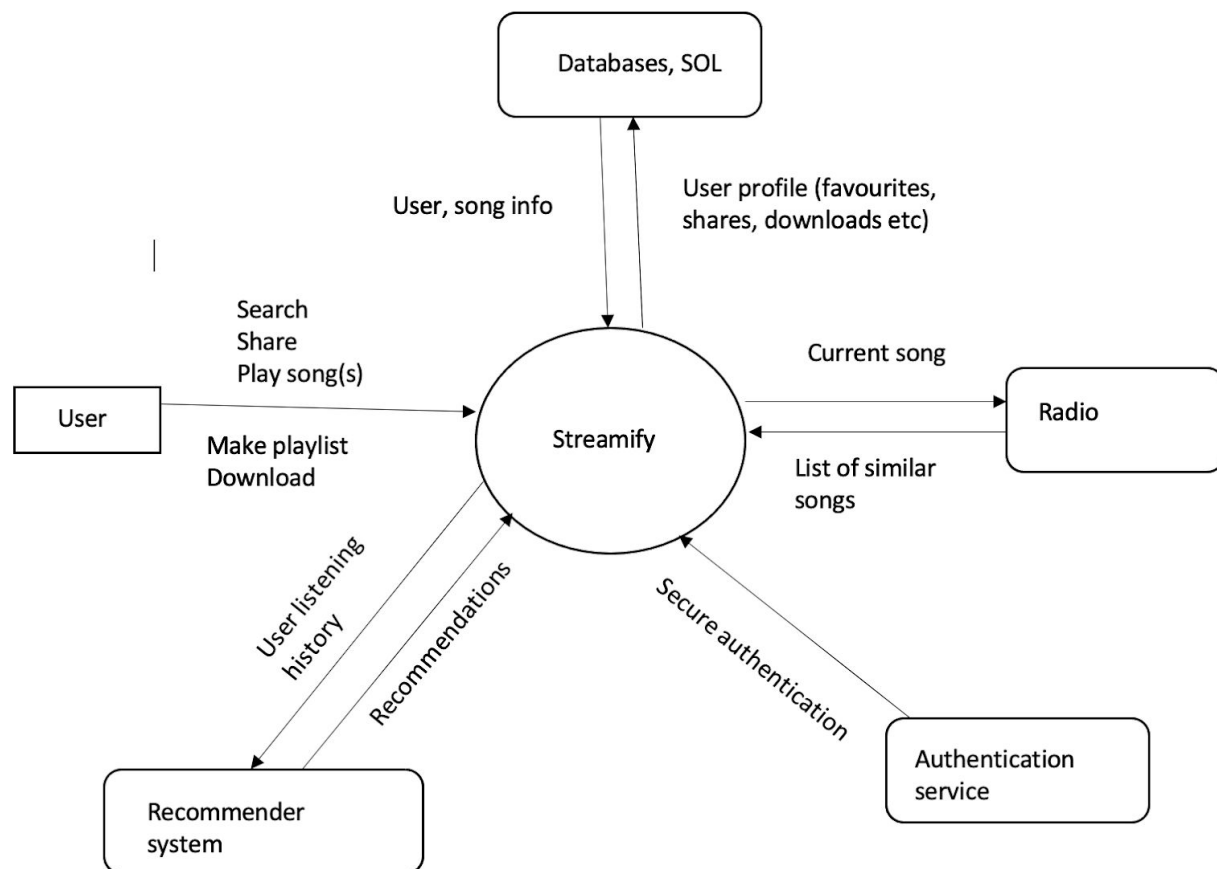 Databases, SOL
User, song info
User profile (favourites,
shares, downloads etc)
Search
Share
Play song(s)
User
Make playlist
Download
Streamify
Current song
Radio
List of similar
songs
User listening
history
Recommendations
Secure authentication
Recommender
system
Authentication
service